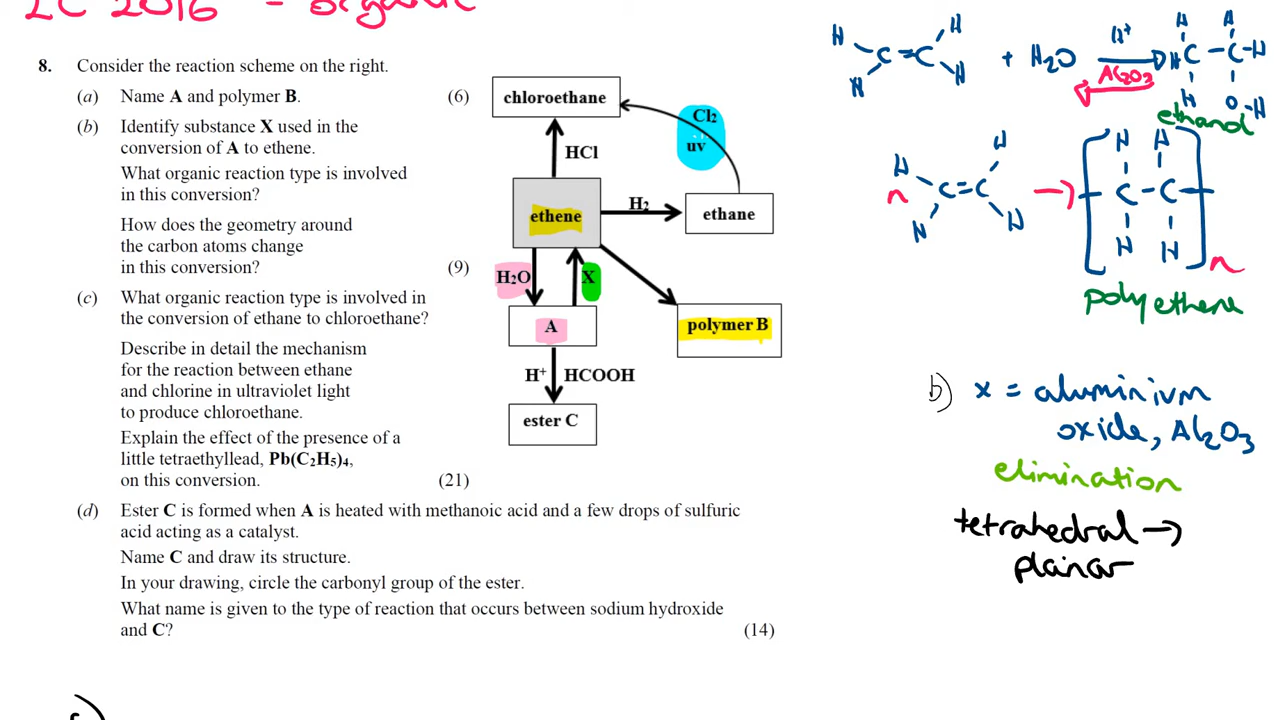 LC 2016 - organic
8. Consider the reaction scheme on the right.
(a) Name A and polymer B. (6)
(b) Identify substance X used in the
conversion of A to ethene.
What organic reaction type is involved
in this conversion?
How does the geometry around
the carbon atoms change
in this conversion? (9)
(c) What organic reaction type is involved in
the conversion of ethane to chloroethane?
Describe in detail the mechanism
for the reaction between ethane
and chlorine in ultraviolet light
to produce chloroethane.
Explain the effect of the presence of a
little tetraethyllead, Pb(C₂H₅)₄,
on this conversion. (21)
(d) Ester C is formed when A is heated with methanoic acid and a few drops of sulfuric
acid acting as a catalyst.
Name C and draw its structure.
In your drawing, circle the carbonyl group of the ester.
What name is given to the type of reaction that occurs between sodium hydroxide
and C? (14)
chloroethane
Cl₂
uv
HCl
ethene
H₂
ethane
H₂O
X
A
polymer B
H⁺ HCOOH
ester C
H H
C=C
H H
+ H₂O
H⁺
Al₂O₃
H H
H C - C - H
H O - H
ethanol
H H
n C=C
H H
H H
C - C
H H
n
polyethene
b) x = aluminium
oxide, Al₂O₃
elimination
tetrahedral →
planar